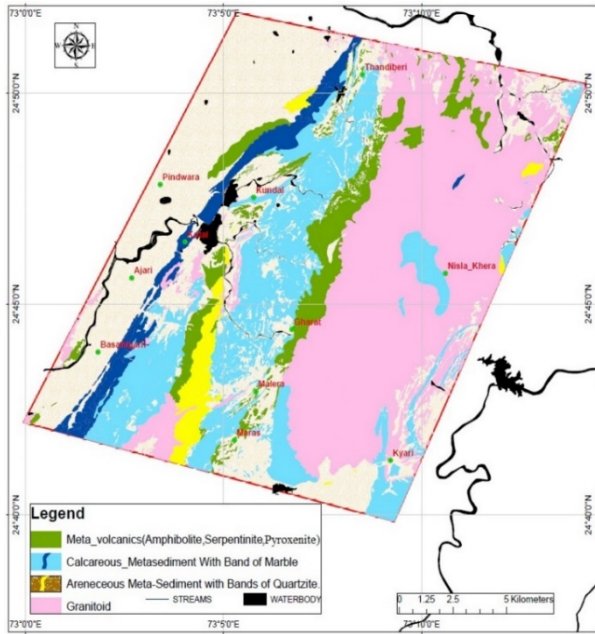 73°0'0"E 73°5'0"E 73°10'0"E
N
W E
S
24°50'0"N 24°50'0"N
Thandiberi
Pindwara
Kundal
Nisla_Khera
Ajari
24°45'0"N 24°45'0"N
Gharat
Malera
Maras
Kyari
24°40'0"N 24°40'0"N
Legend
Meta_volcanics(Amphibolite,Serpentinite,Pyroxenite)
Calcareous_Metasediment With Band of Marble
Areneceous Meta-Sediment with Bands of Quartzite.
Granitoid STREAMS WATERBODY
0 1.25 2.5 5 Kilometers
73°0'0"E 73°5'0"E 73°10'0"E